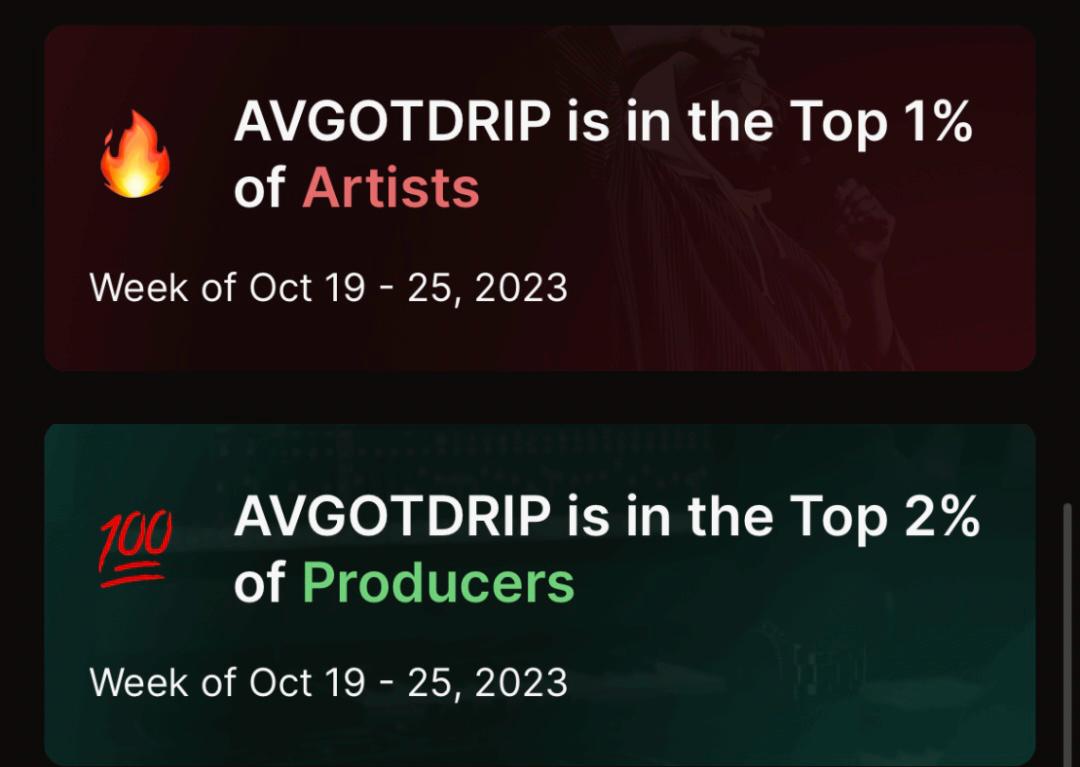 AVGOTDRIP is in the Top 1%
of Artists
Week of Oct 19 - 25, 2023
💯 AVGOTDRIP is in the Top 2%
of Producers
Week of Oct 19 - 25, 2023